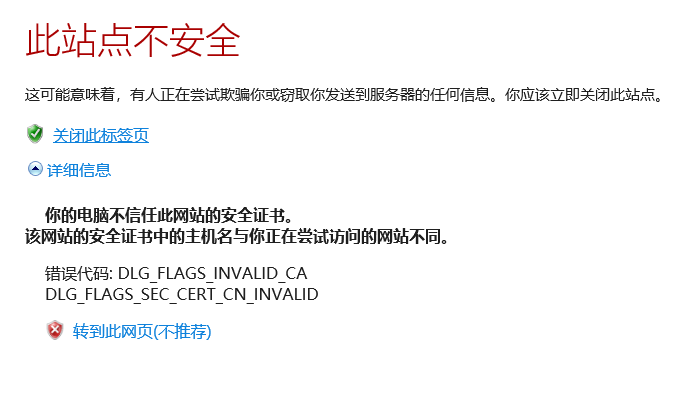 此站点不安全
这可能意味着，有人正在尝试欺骗你或窃取你发送到服务器的任何信息。你应该立即关闭此站点。
关闭此标签页
详细信息
你的电脑不信任此网站的安全证书。
该网站的安全证书中的主机名与你正在尝试访问的网站不同。
错误代码: DLG_FLAGS_INVALID_CA
DLG_FLAGS_SEC_CERT_CN_INVALID
转到此网页(不推荐)